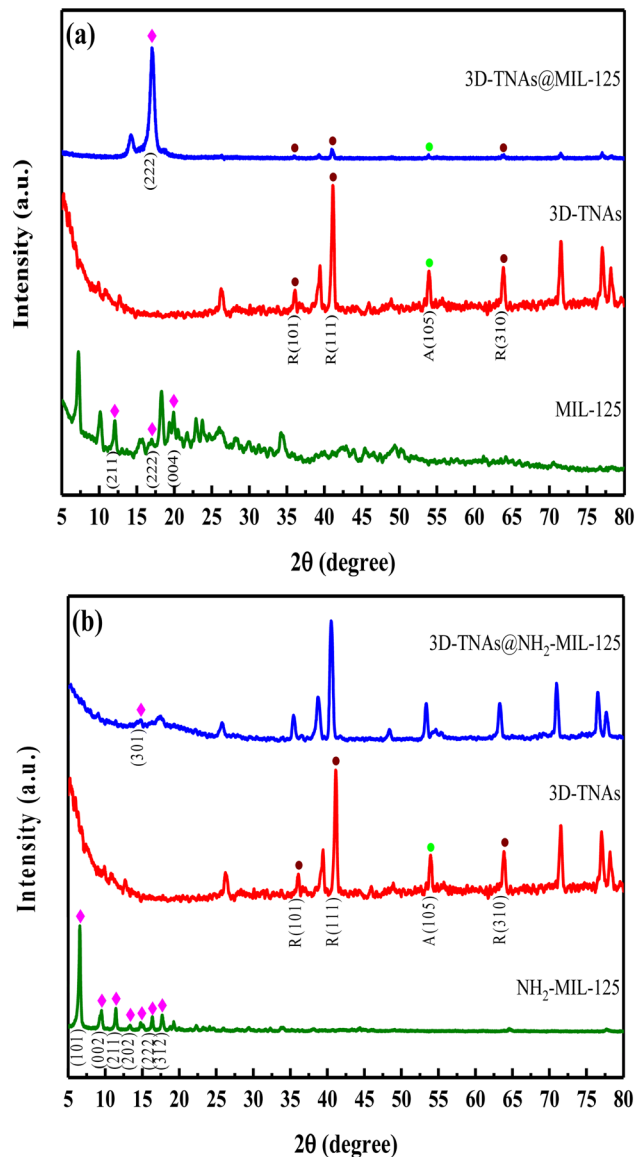 (a)
3D-TNAs@MIL-125
(222)
3D-TNAs
R(101)
R(111)
A(105)
R(310)
MIL-125
(211)
(222)
(004)
Intensity (a.u.)
5 10 15 20 25 30 35 40 45 50 55 60 65 70 75 80
2θ (degree)
(b)
3D-TNAs@NH₂-MIL-125
(301)
3D-TNAs
R(101)
R(111)
A(105)
R(310)
NH₂-MIL-125
(101)
(002)
(211)
(202)
(222)
(312)
Intensity (a.u.)
5 10 15 20 25 30 35 40 45 50 55 60 65 70 75 80
2θ (degree)